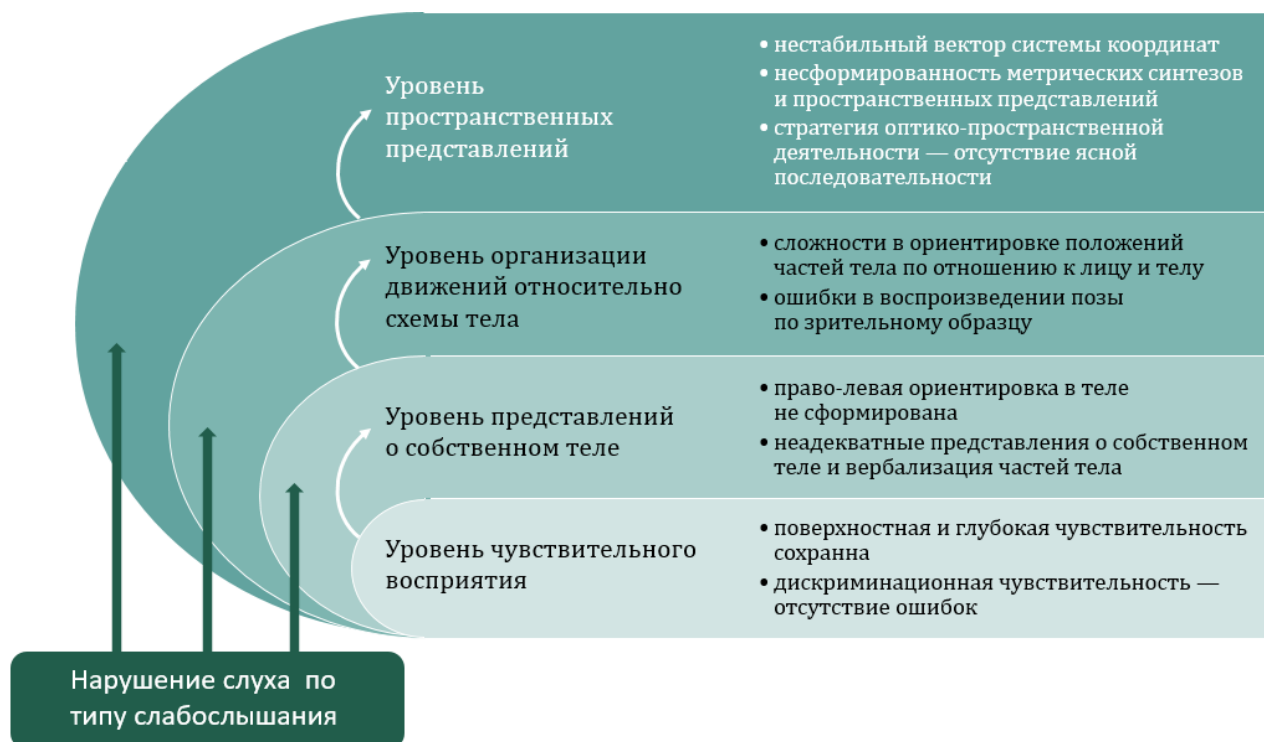 Уровень
пространственных
представлений
• нестабильный вектор системы координат
• несформированность метрических синтезов
и пространственных представлений
• стратегия оптико-пространственной
деятельности — отсутствие ясной
последовательности
Уровень организации
движений относительно
схемы тела
• сложности в ориентировке положений
частей тела по отношению к лицу и телу
• ошибки в воспроизведении позы
по зрительному образцу
Уровень представлений
о собственном теле
• право-левая ориентировка в теле
не сформирована
• неадекватные представления о собственном
теле и вербализация частей тела
Уровень чувствительного
восприятия
• поверхностная и глубокая чувствительность
сохранна
• дискриминационная чувствительность —
отсутствие ошибок
Нарушение слуха по
типу слабослышания